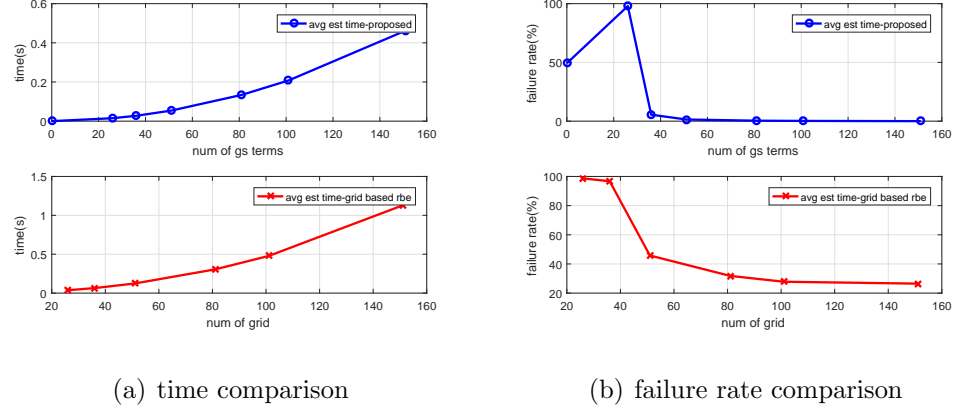 0.6
0.4
0.2
0
time(s)
avg est time-proposed
0 20 40 60 80 100 120 140 160
num of gs terms
100
50
0
failure rate(%)
avg est time-proposed
0 20 40 60 80 100 120 140 160
num of gs terms
1.5
1
0.5
0
time(s)
avg est time-grid based rbe
20 40 60 80 100 120 140 160
num of grid
100
80
60
40
20
failure rate(%)
avg est time-grid based rbe
20 40 60 80 100 120 140 160
num of grid
(a) time comparison
(b) failure rate comparison